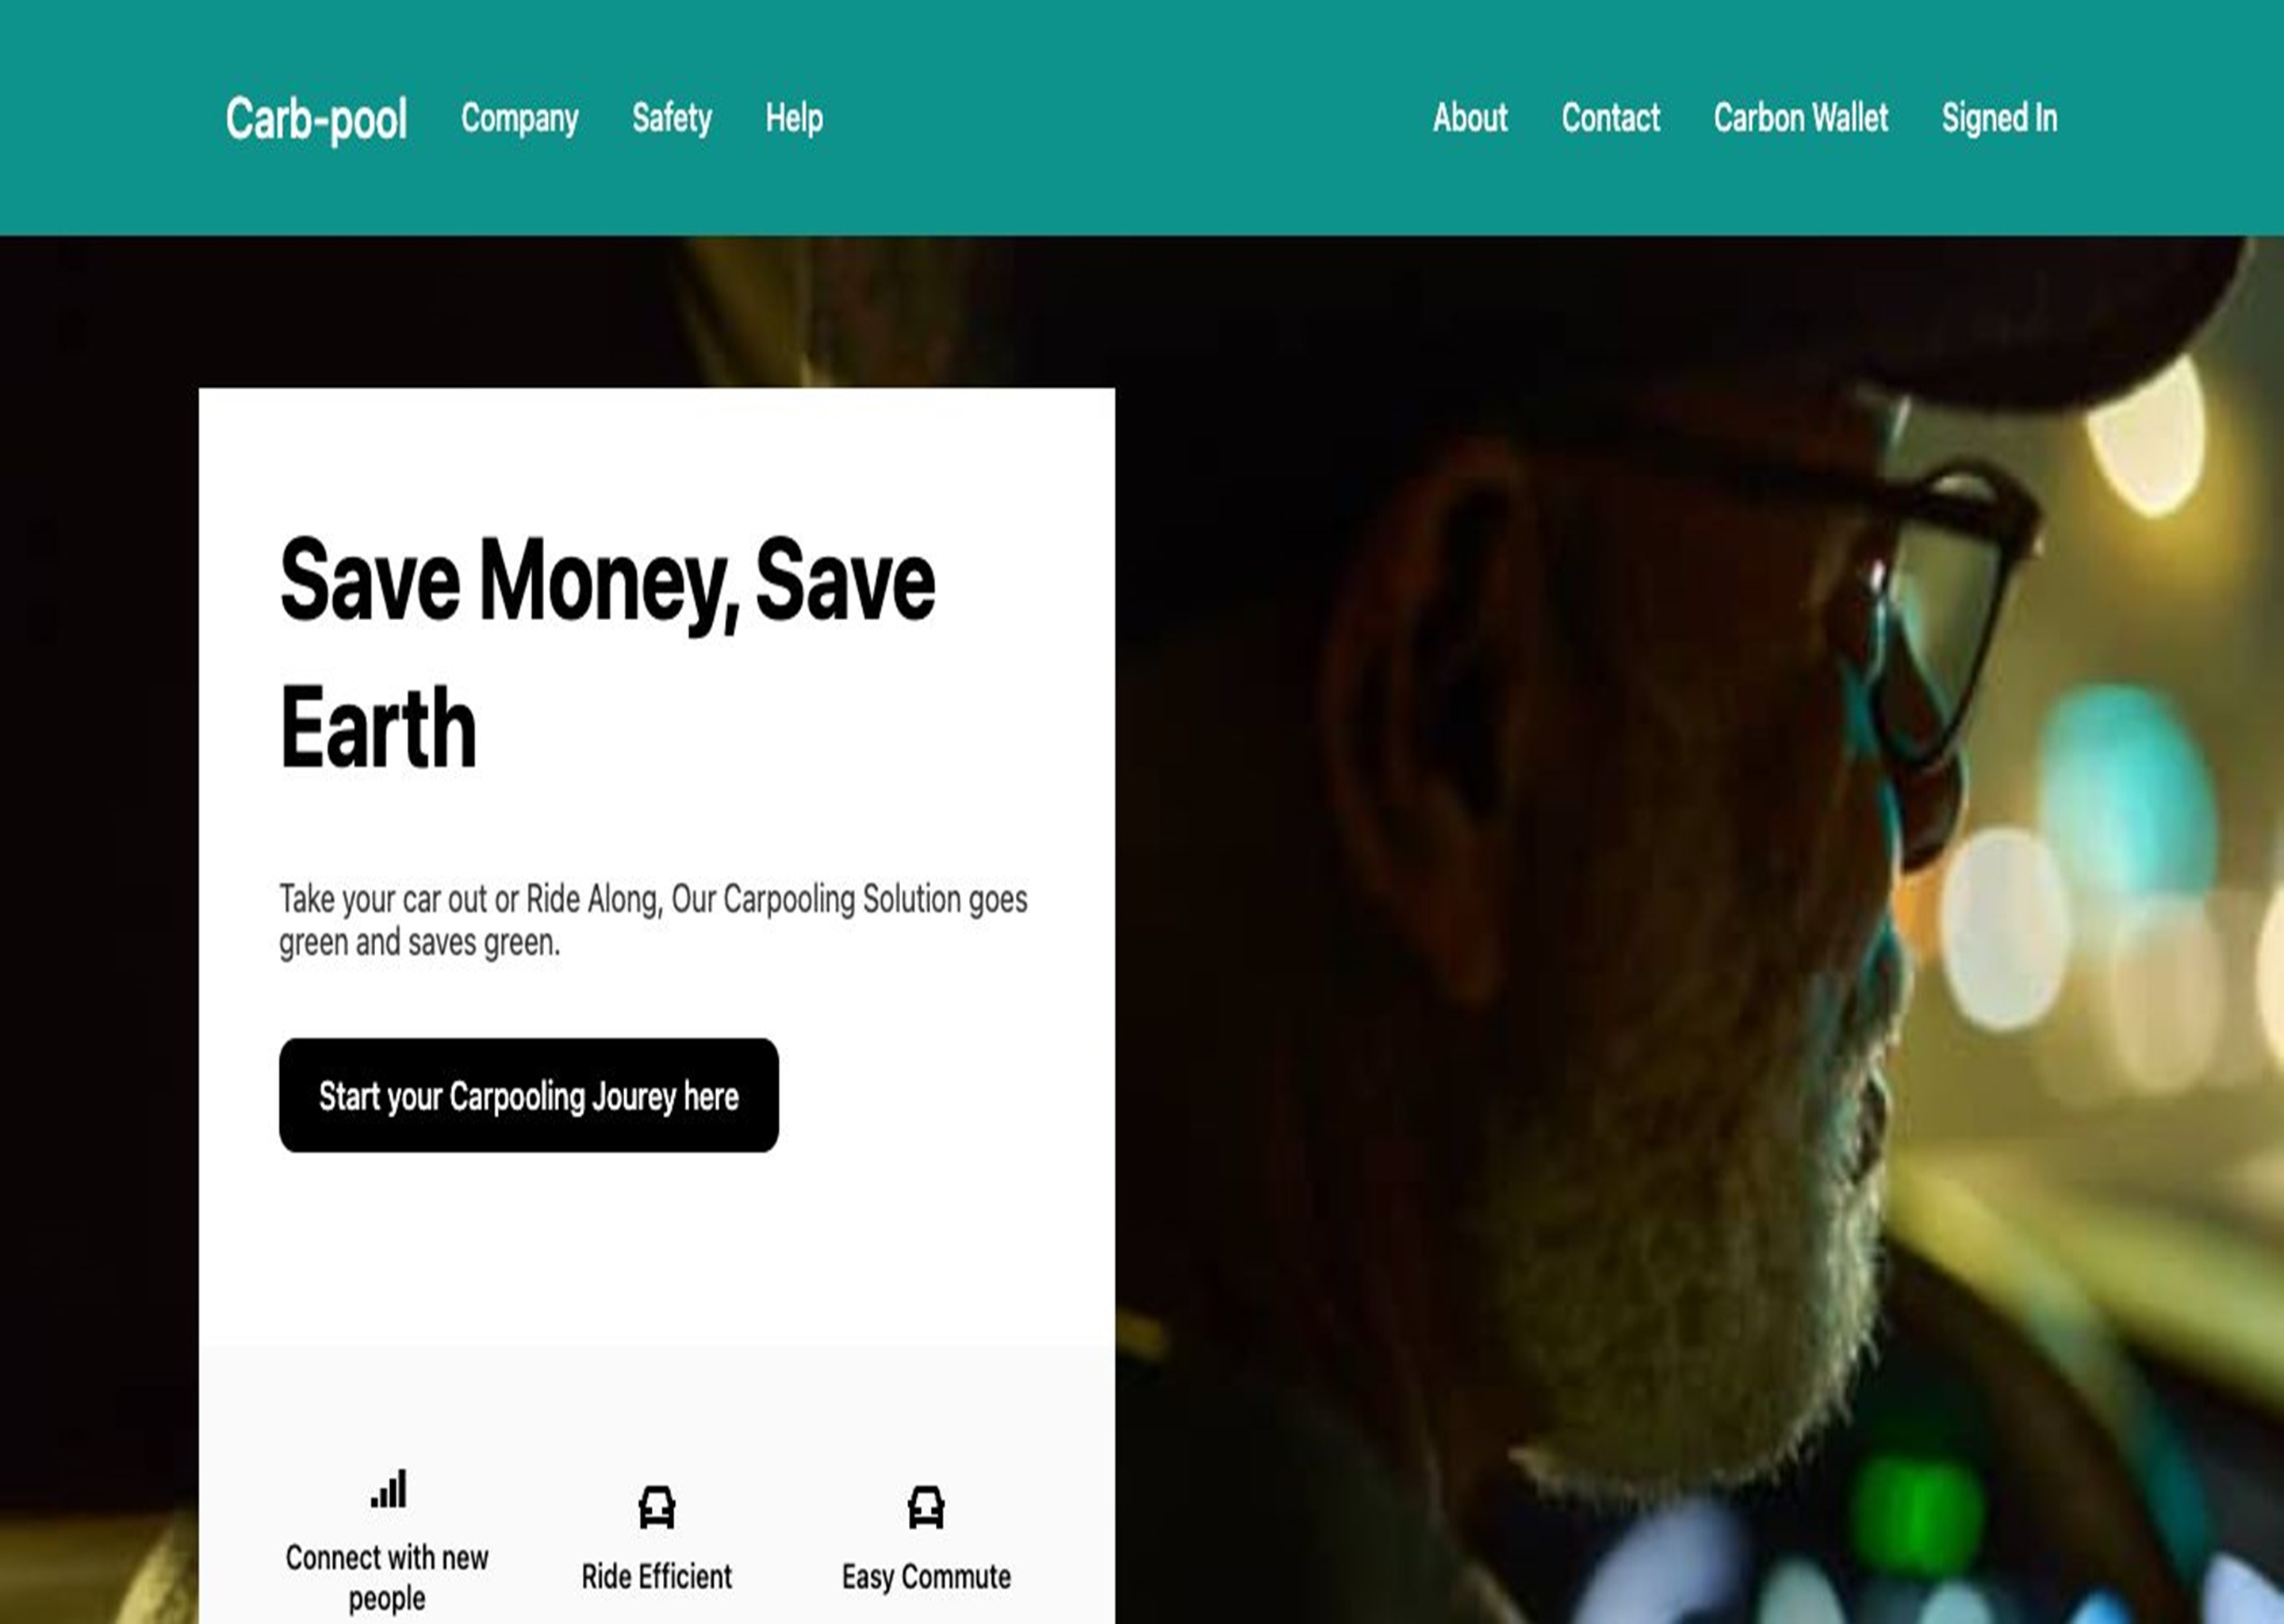 Carb-pool Company Safety Help About Contact Carbon Wallet Signed In
Save Money, Save
Earth
Take your car out or Ride Along, Our Carpooling Solution goes
green and saves green.
Start your Carpooling Jourey here
Connect with new
people
Ride Efficient
Easy Commute